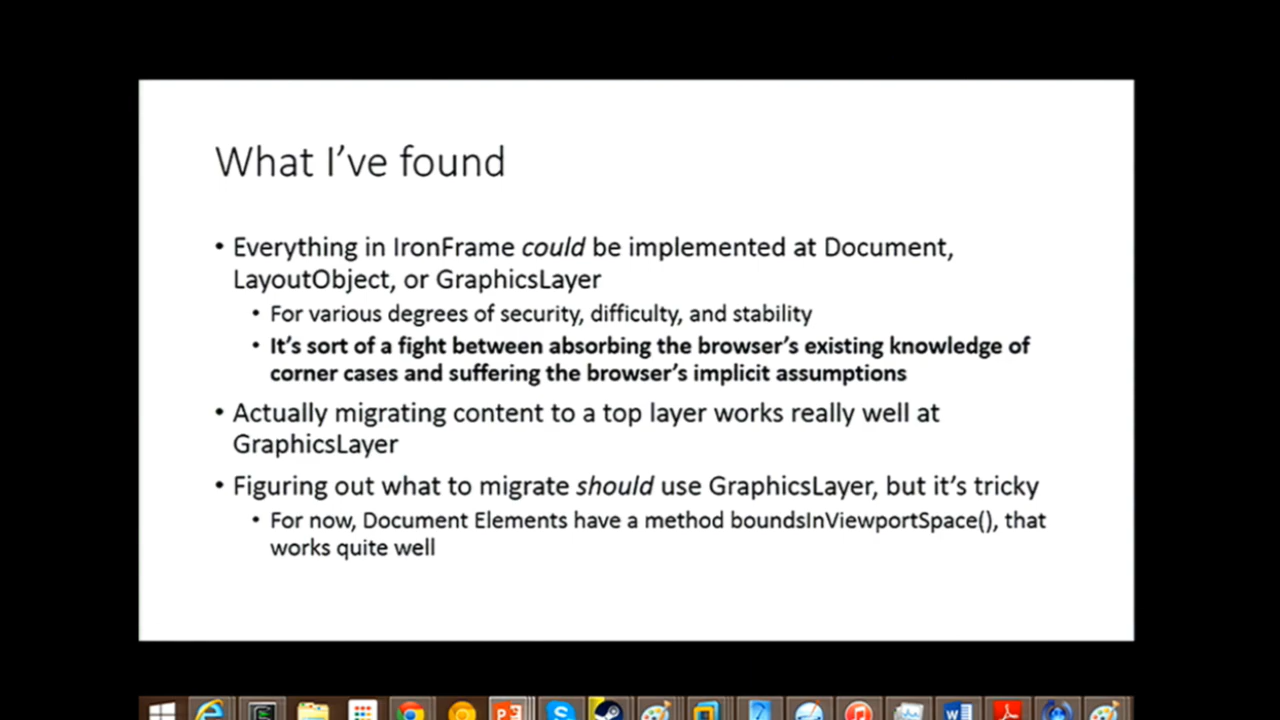 What I've found
• Everything in IronFrame could be implemented at Document,
LayoutObject, or GraphicsLayer
• For various degrees of security, difficulty, and stability
• It's sort of a fight between absorbing the browser's existing knowledge of
corner cases and suffering the browser's implicit assumptions
• Actually migrating content to a top layer works really well at
GraphicsLayer
• Figuring out what to migrate should use GraphicsLayer, but it's tricky
• For now, Document Elements have a method boundsInViewportSpace(), that
works quite well